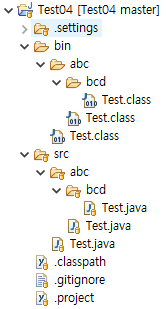 Test04 [Test04 master]
.settings
bin
abc
bcd
Test.class
Test.class
Test.class
src
abc
bcd
Test.java
Test.java
Test.java
.classpath
.gitignore
.project